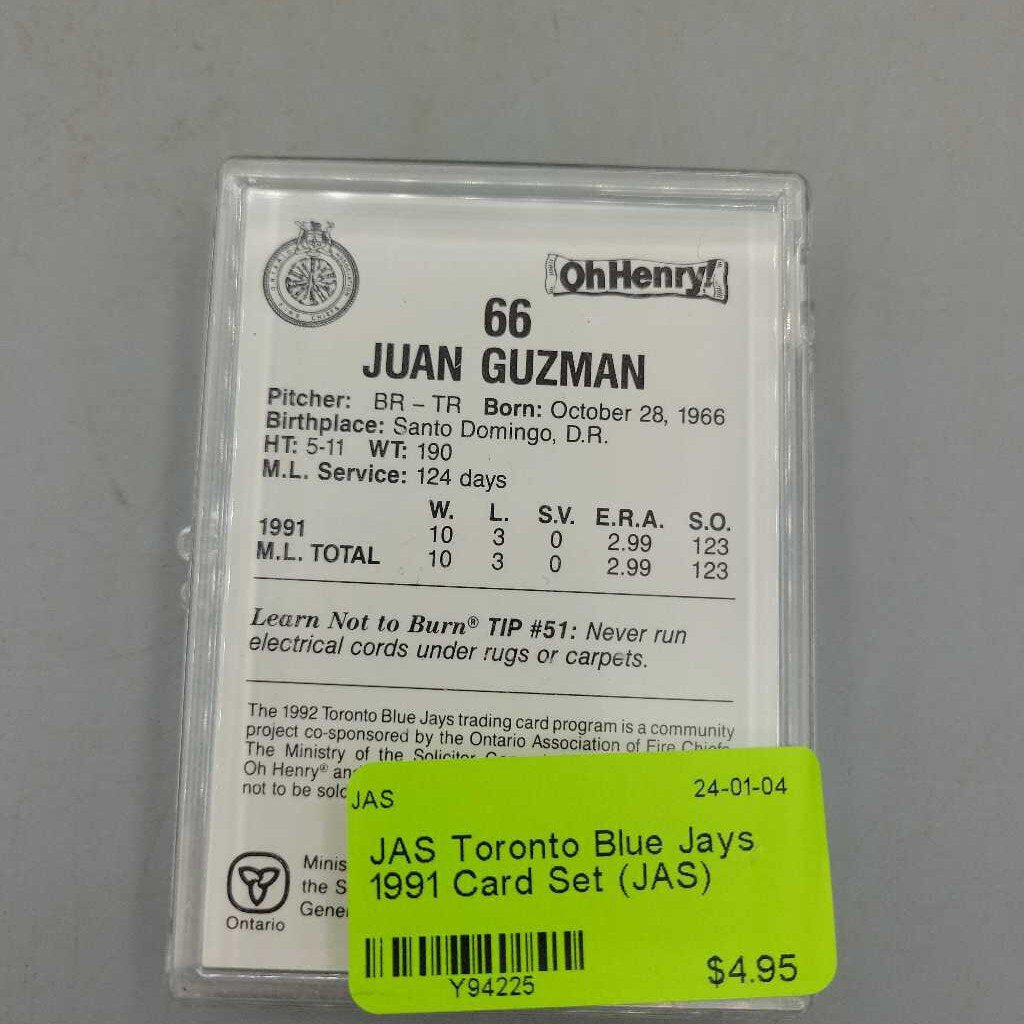 OhHenry!
66
JUAN GUZMAN
Pitcher: BR – TR Born: October 28, 1966
Birthplace: Santo Domingo, D.R.
HT: 5-11 WT: 190
M.L. Service: 124 days
W. L. S.V. E.R.A. S.O.
1991 10 3 0 2.99 123
M.L. TOTAL 10 3 0 2.99 123
Learn Not to Burn® TIP #51: Never run
electrical cords under rugs or carpets.
The 1992 Toronto Blue Jays trading card program is a community
project co-sponsored by the Ontario Association of Fire Chiefs,
The Ministry of the Solicitor
Oh Henry® and
not to be sold
Minis
the S
Gene
Ontario
JAS 24-01-04
JAS Toronto Blue Jays
1991 Card Set (JAS)
Y94225 $4.95